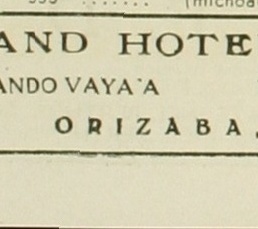 AND HOTE
ANDO VAYA'A
ORIZABA,